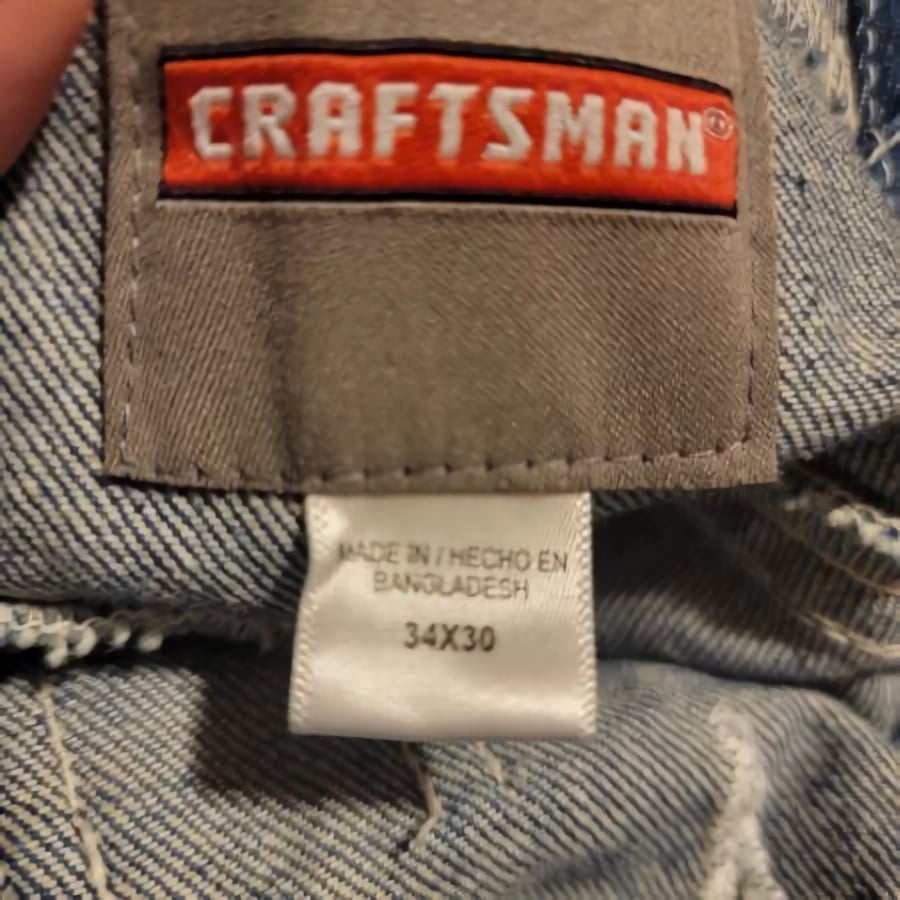 CRAFTSMAN®
MADE IN / HECHO EN
BANGLADESH
34X30